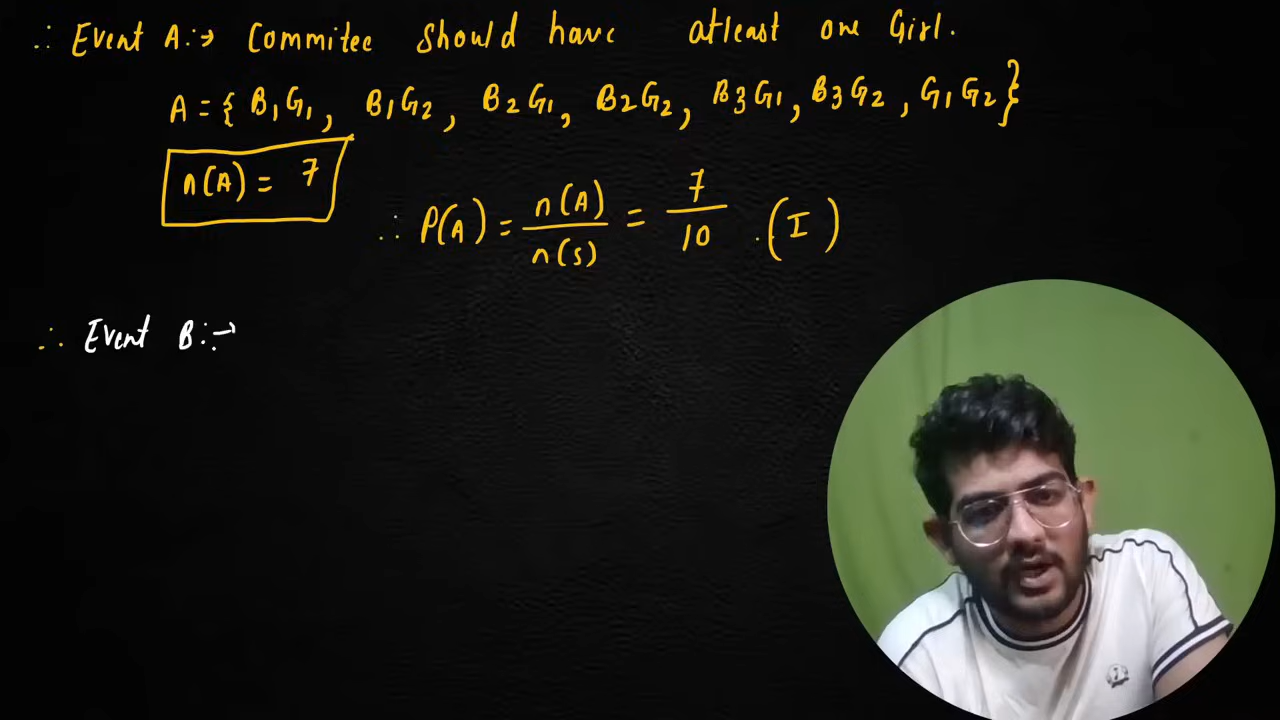 ∴ Event A:→ Commitee should have atleast one Girl.
A = { B1G1, B1G2, B2G1, B2G2, B3G1, B3G2, G1G2}
n(A) = 7
∴ P(A) = n(A)/n(s) = 7/10 .(I)
∴ Event B:→